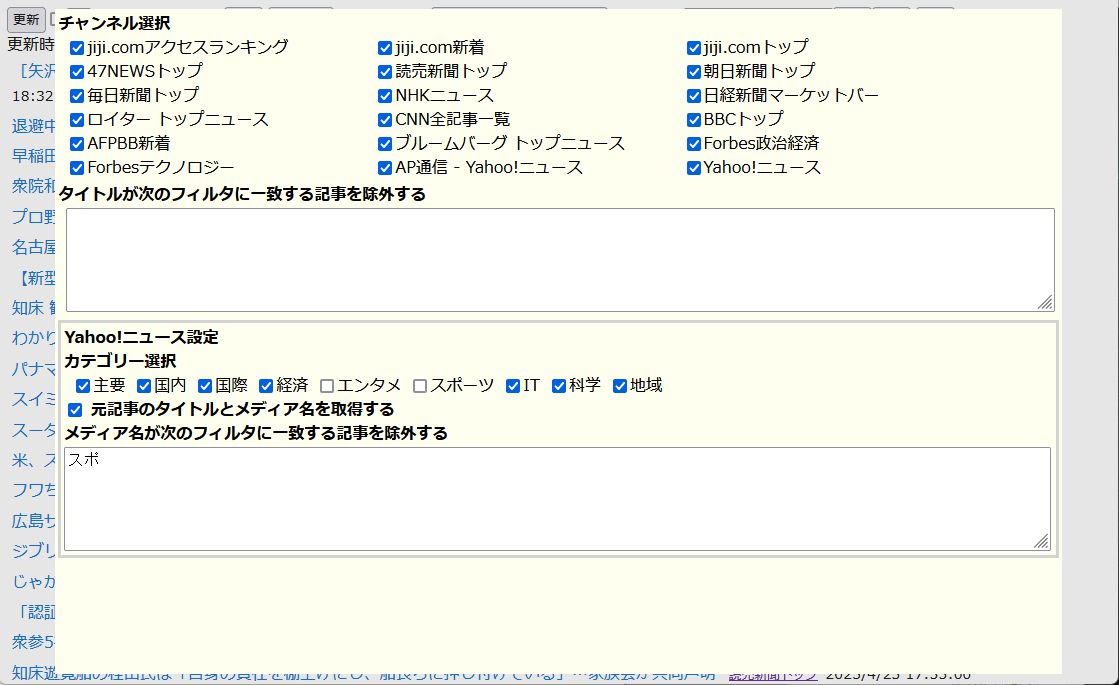 更新
チャンネル選択
更新時
jiji.comアクセスランキング jiji.com新着 jiji.comトップ
［矢沢
47NEWSトップ 読売新聞トップ 朝日新聞トップ
18:32
毎日新聞トップ NHKニュース 日経新聞マーケットバー
退避中
ロイター トップニュース CNN全記事一覧 BBCトップ
早稲田
AFPBB新着 ブルームバーグ トップニュース Forbes政治経済
Forbesテクノロジー AP通信 - Yahoo!ニュース Yahoo!ニュース
衆院和
タイトルが次のフィルタに一致する記事を除外する
プロ野
名古屋
【新型
知床
わかり
Yahoo!ニュース設定
カテゴリー選択
パナマ
主要 国内 国際 経済 エンタメ スポーツ IT 科学 地域
スイミ
元記事のタイトルとメディア名を取得する
スータ
メディア名が次のフィルタに一致する記事を除外する
米、ス
スポ
フワち
広島サ
ジブリ
じゃか
「認証
衆参5
知床遊覧船の桂田氏は「自身の責任を棚上げにし、船長らに押し付けている」…家族会が共同声明 読売新聞トップ 2023/4/23 17:55:00